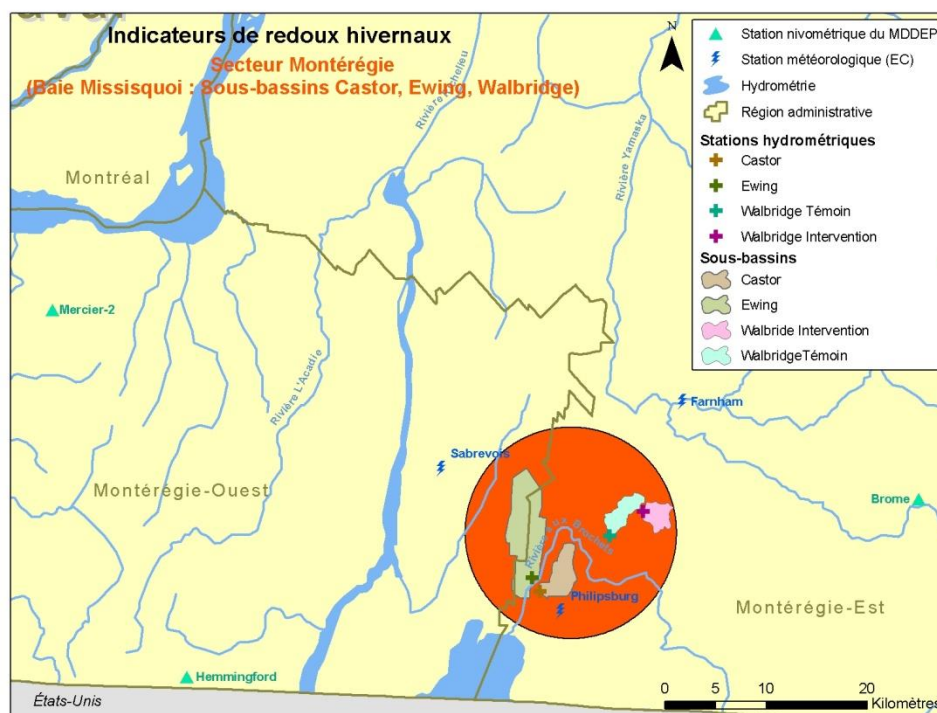 Indicateurs de redoux hivernaux
Secteur Montérégie
(Baie Missisquoi : Sous-bassins Castor, Ewing, Walbridge)
N
Station nivométrique du MDDEP
Station météorologique (EC)
Hydrométrie
Région administrative
Stations hydrométriques
Castor
Ewing
Walbridge Témoin
Walbridge Intervention
Sous-bassins
Castor
Ewing
Walbride Intervention
WalbridgeTémoin
Montréal
Rivière Yamaska
Mercier-2
Rivière L'Acadie
Farnham
Sabrevors
Montérégie-Ouest
Brome
Rivière aux Brochets
Philipsburg
Montérégie-Est
Hemmingford
États-Unis
0 5 10 20
Kilomètres